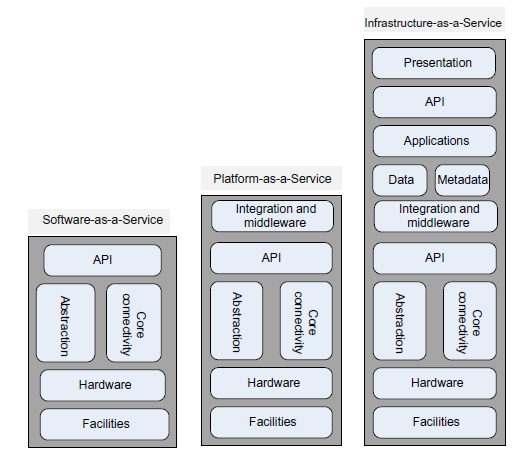 Software-as-a-Service
API
Abstraction
Core
connectivity
Hardware
Facilities
Platform-as-a-Service
Integration and
middleware
API
Abstraction
Core
connectivity
Hardware
Facilities
Infrastructure-as-a-Service
Presentation
API
Applications
Data
Metadata
Integration and
middleware
API
Abstraction
Core
connectivity
Hardware
Facilities